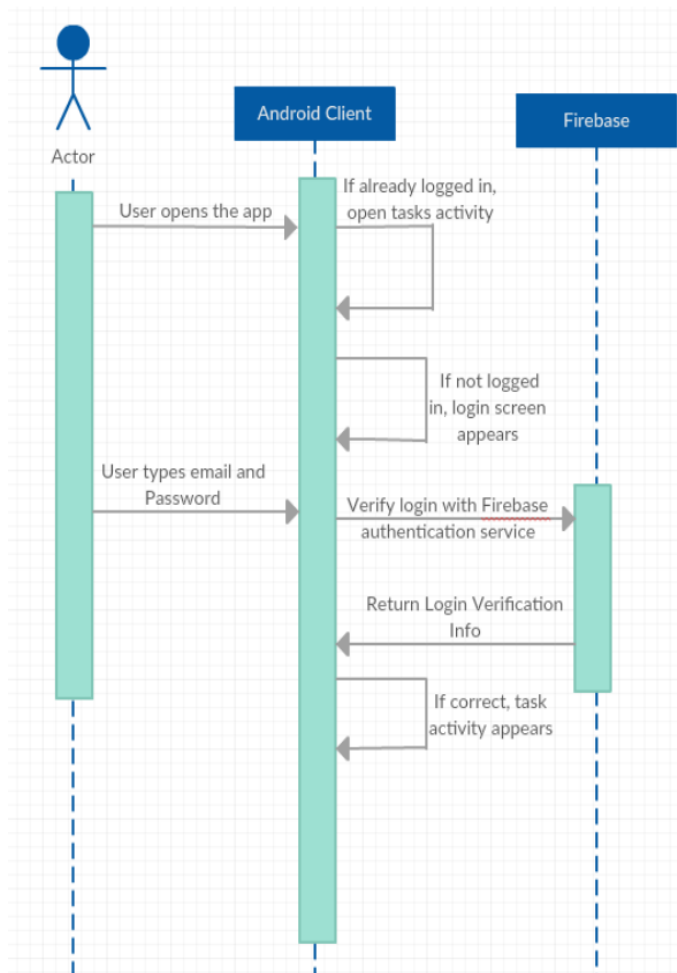 Android Client
Firebase
Actor
If already logged in,
open tasks activity
User opens the app
If not logged
in, login screen
appears
User types email and
Password
Verify login with Firebase
authentication service
Return Login Verification
Info
If correct, task
activity appears